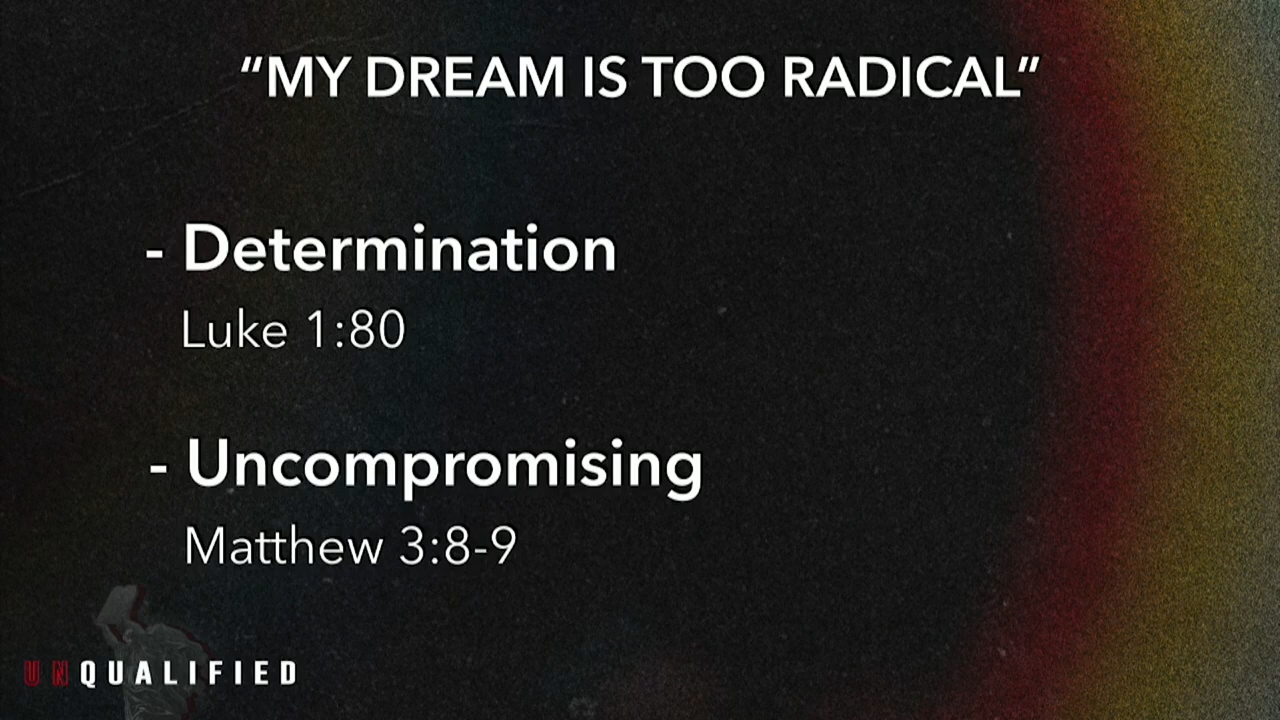 “MY DREAM IS TOO RADICAL”
- Determination
Luke 1:80
- Uncompromising
Matthew 3:8-9
UNQUALIFIED